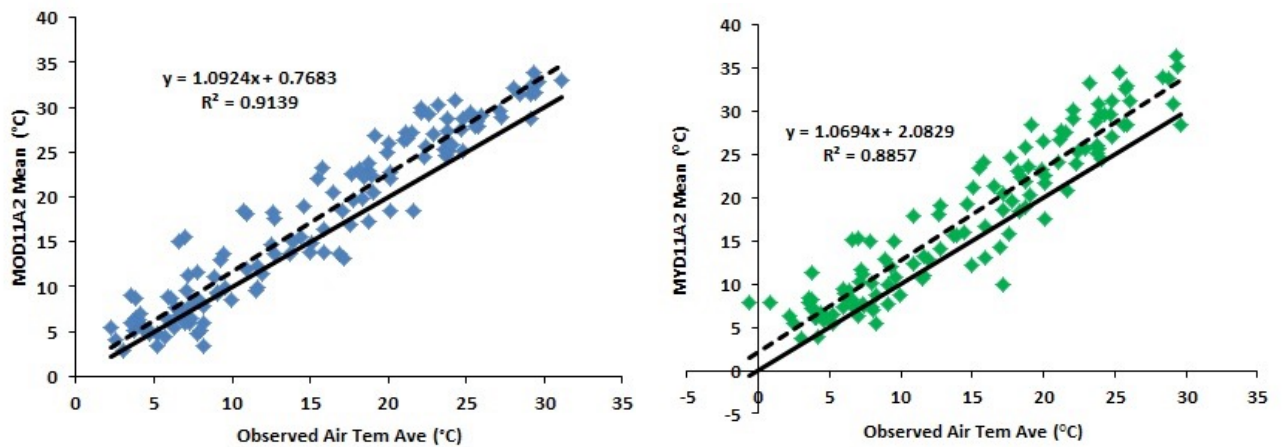 40
35
30
25
20
15
10
5
0
MOD11A2 Mean (°C)
y = 1.0924x + 0.7683
R² = 0.9139
0 5 10 15 20 25 30 35
Observed Air Tem Ave (°C)
40
35
30
25
20
15
10
5
0
-5
MYD11A2 Mean (°C)
y = 1.0694x + 2.0829
R² = 0.8857
-5 0 5 10 15 20 25 30 35
Observed Air Tem Ave (°C)